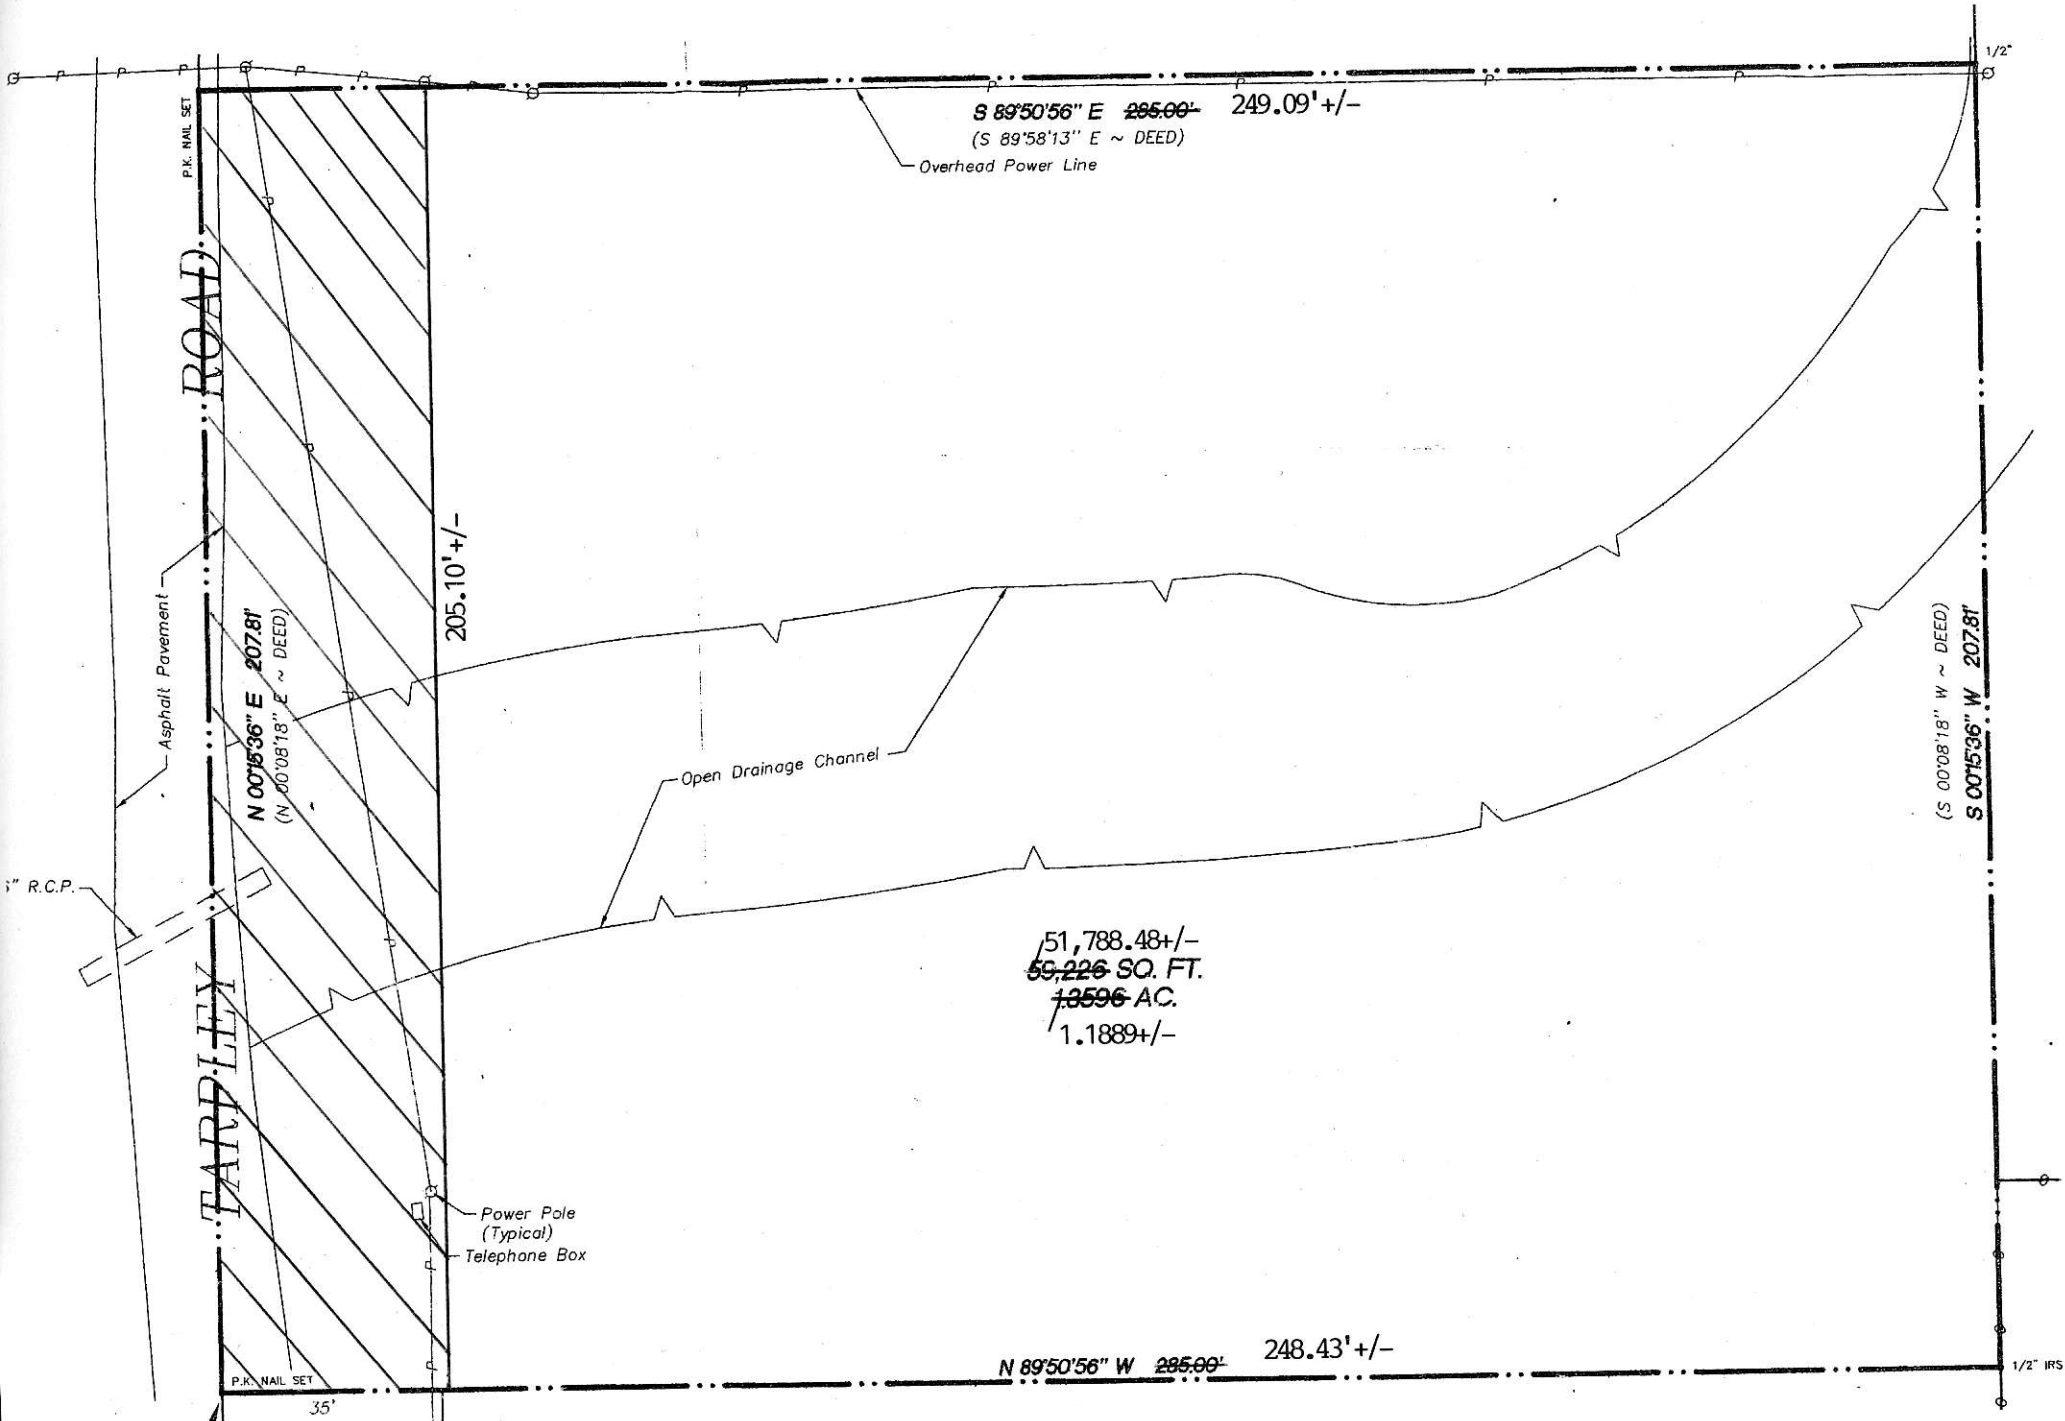 1/2"
P.K. NAIL SET
S 89°50'56" E 285.00' 249.09'+/-
(S 89°58'13" E ~ DEED)
Overhead Power Line
ROAD
205.10'+/-
Asphalt Pavement
N 00°15'36" E 207.81'
(N 00°08'18" E ~ DEED)
(S 00°08'18" W ~ DEED)
S 00°15'36" W 207.81'
Open Drainage Channel
" R.C.P.
TARPLEY
51,788.48+/-
59,226 SQ. FT.
1.3596 AC.
1.1889+/-
Power Pole
(Typical)
Telephone Box
N 89°50'56" W 285.00' 248.43'+/-
P.K. NAIL SET
1/2" IRS
35'